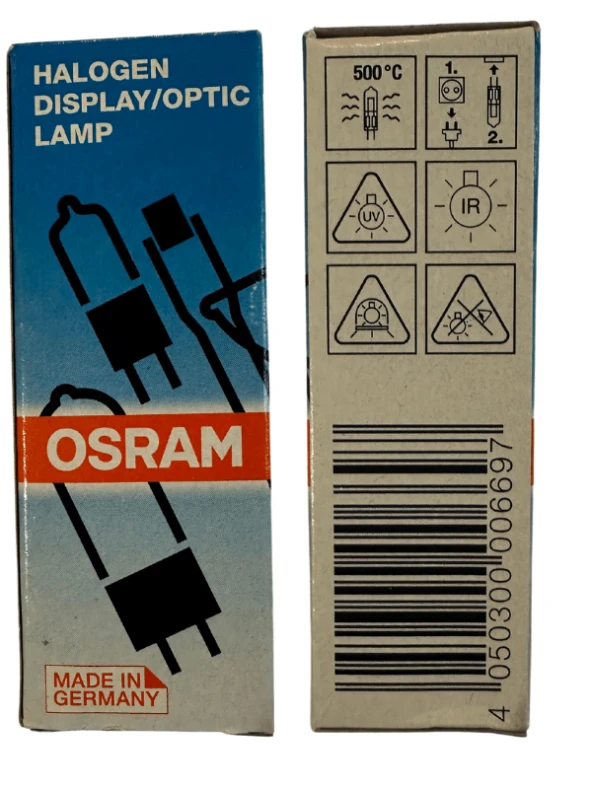 HALOGEN
DISPLAY/OPTIC
LAMP
OSRAM
MADE IN
GERMANY
500°C
1.
2.
UV
IR
4 050300 006697